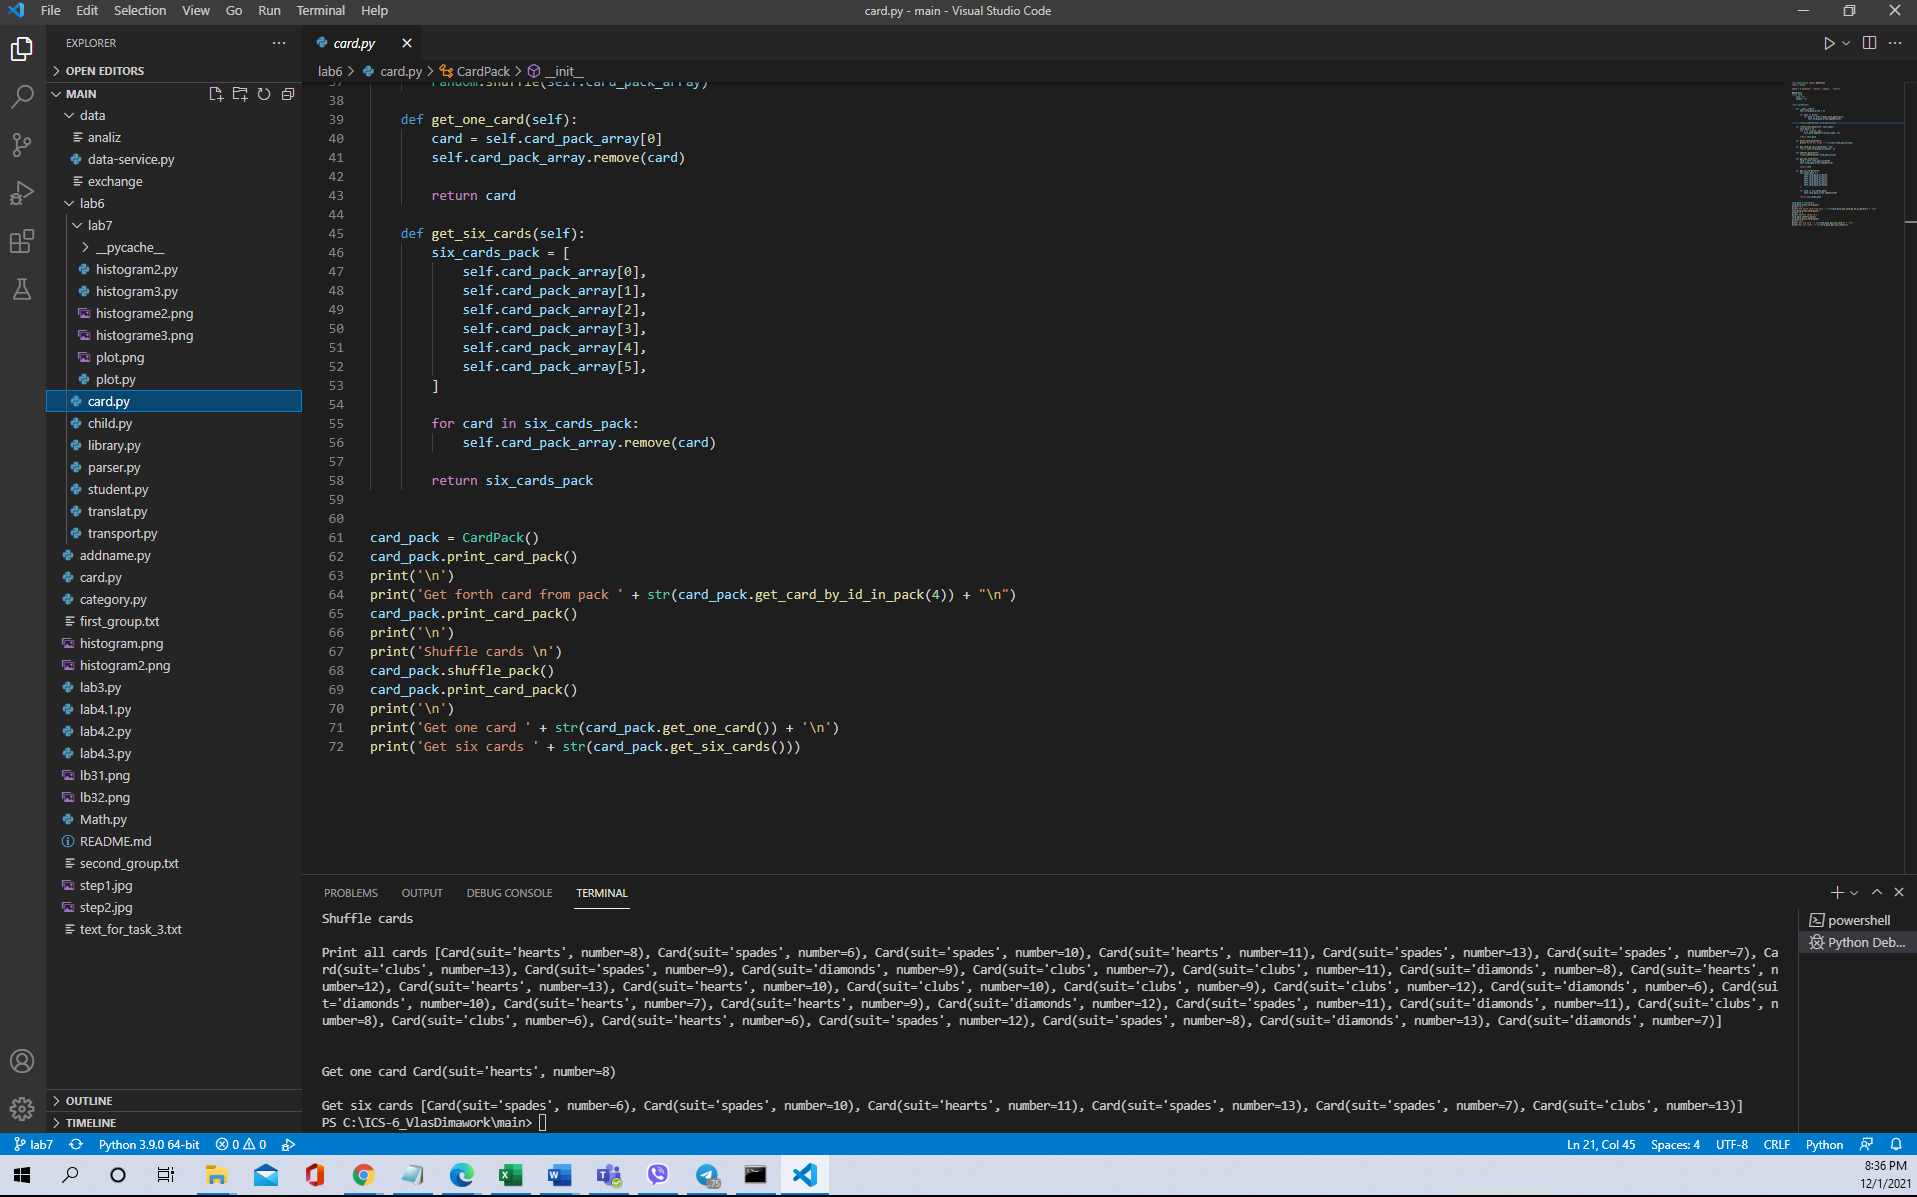 File Edit Selection View Go Run Terminal Help
card.py - main - Visual Studio Code
EXPLORER
card.py
OPEN EDITORS
lab6 > card.py > CardPack > __init__
MAIN
data
analiz
data-service.py
exchange
lab6
lab7
__pycache__
histogram2.py
histogram3.py
histograme2.png
histograme3.png
plot.png
plot.py
card.py
child.py
library.py
parser.py
student.py
translat.py
transport.py
addname.py
card.py
category.py
first_group.txt
histogram.png
histogram2.png
lab3.py
lab4.1.py
lab4.2.py
lab4.3.py
lb31.png
lb32.png
Math.py
README.md
second_group.txt
step1.jpg
step2.jpg
text_for_task_3.txt
OUTLINE
TIMELINE
37 random.shuffle(self.card_pack_array)
38
39 def get_one_card(self):
40 card = self.card_pack_array[0]
41 self.card_pack_array.remove(card)
42
43 return card
44
45 def get_six_cards(self):
46 six_cards_pack = [
47 self.card_pack_array[0],
48 self.card_pack_array[1],
49 self.card_pack_array[2],
50 self.card_pack_array[3],
51 self.card_pack_array[4],
52 self.card_pack_array[5],
53 ]
54
55 for card in six_cards_pack:
56 self.card_pack_array.remove(card)
57
58 return six_cards_pack
59
60
61 card_pack = CardPack()
62 card_pack.print_card_pack()
63 print('\n')
64 print('Get forth card from pack ' + str(card_pack.get_card_by_id_in_pack(4)) + "\n")
65 card_pack.print_card_pack()
66 print('\n')
67 print('Shuffle cards \n')
68 card_pack.shuffle_pack()
69 card_pack.print_card_pack()
70 print('\n')
71 print('Get one card ' + str(card_pack.get_one_card()) + '\n')
72 print('Get six cards ' + str(card_pack.get_six_cards()))
PROBLEMS OUTPUT DEBUG CONSOLE TERMINAL
powershell
Python Deb...
Shuffle cards
Print all cards [Card(suit='hearts', number=8), Card(suit='spades', number=6), Card(suit='spades', number=10), Card(suit='hearts', number=11), Card(suit='spades', number=13), Card(suit='spades', number=7), Ca
rd(suit='clubs', number=13), Card(suit='spades', number=9), Card(suit='diamonds', number=9), Card(suit='clubs', number=7), Card(suit='clubs', number=11), Card(suit='diamonds', number=8), Card(suit='hearts', n
umber=12), Card(suit='hearts', number=13), Card(suit='hearts', number=10), Card(suit='clubs', number=10), Card(suit='clubs', number=9), Card(suit='clubs', number=12), Card(suit='diamonds', number=6), Card(sui
t='diamonds', number=10), Card(suit='hearts', number=7), Card(suit='hearts', number=9), Card(suit='diamonds', number=12), Card(suit='spades', number=11), Card(suit='diamonds', number=11), Card(suit='clubs', n
umber=8), Card(suit='clubs', number=6), Card(suit='hearts', number=6), Card(suit='spades', number=12), Card(suit='spades', number=8), Card(suit='diamonds', number=13), Card(suit='diamonds', number=7)]
Get one card Card(suit='hearts', number=8)
Get six cards [Card(suit='spades', number=6), Card(suit='spades', number=10), Card(suit='hearts', number=11), Card(suit='spades', number=13), Card(suit='spades', number=7), Card(suit='clubs', number=13)]
PS C:\ICS-6_VlasDimawork\main>
lab7 Python 3.9.0 64-bit 0 0
Ln 21, Col 45 Spaces: 4 UTF-8 CRLF Python
75
8:36 PM
12/1/2021